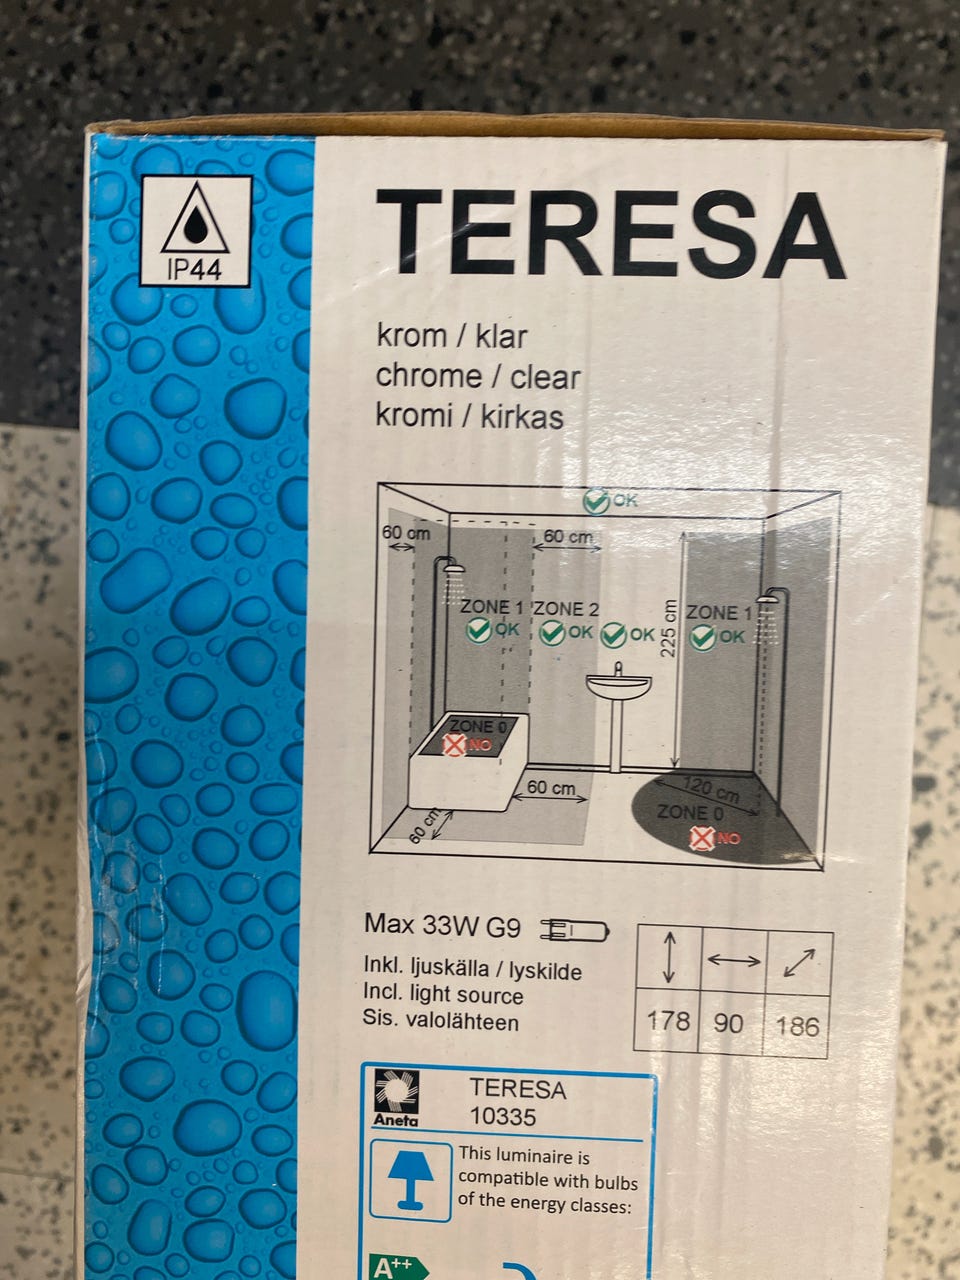 IP44
TERESA
krom / klar
chrome / clear
kromi / kirkas
OK
60 cm
60 cm
ZONE 1
OK
ZONE 2
OK
OK
225 cm
ZONE 1
OK
ZONE 0
NO
60 cm
60 cm
120 cm
ZONE 0
NO
Max 33W G9
Inkl. ljuskälla / lyskilde
Incl. light source
Sis. valolähteen
178 90 186
Aneta
TERESA
10335
This luminaire is
compatible with bulbs
of the energy classes:
A++